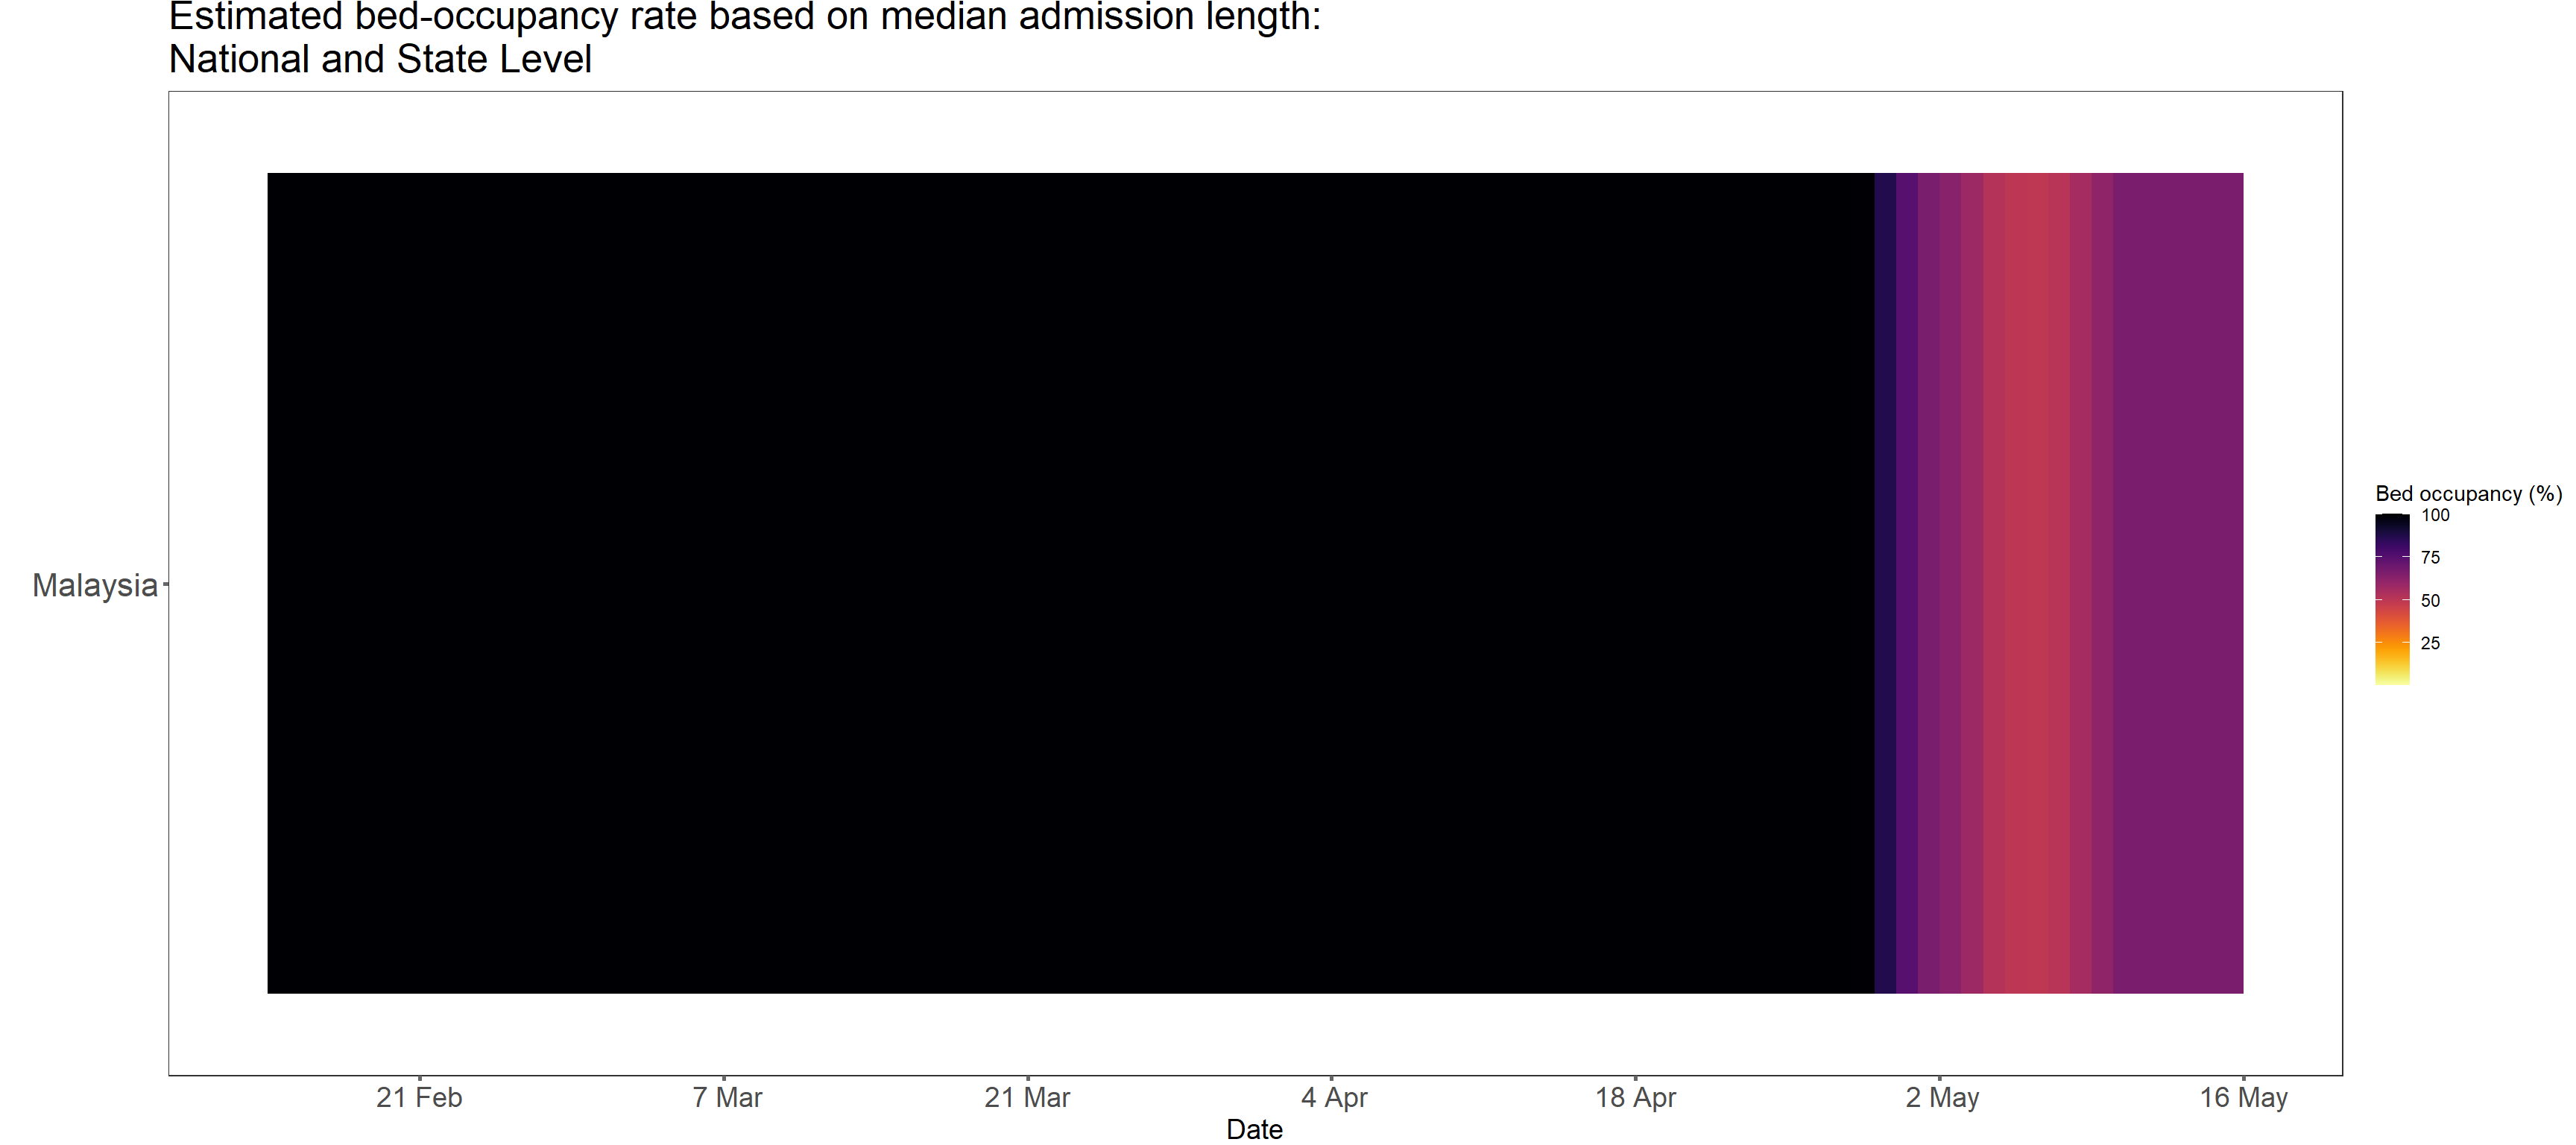 Estimated bed-occupancy rate based on median admission length:
National and State Level
Malaysia
Bed occupancy (%)
100
75
50
25
21 Feb
7 Mar
21 Mar
4 Apr
18 Apr
2 May
16 May
Date